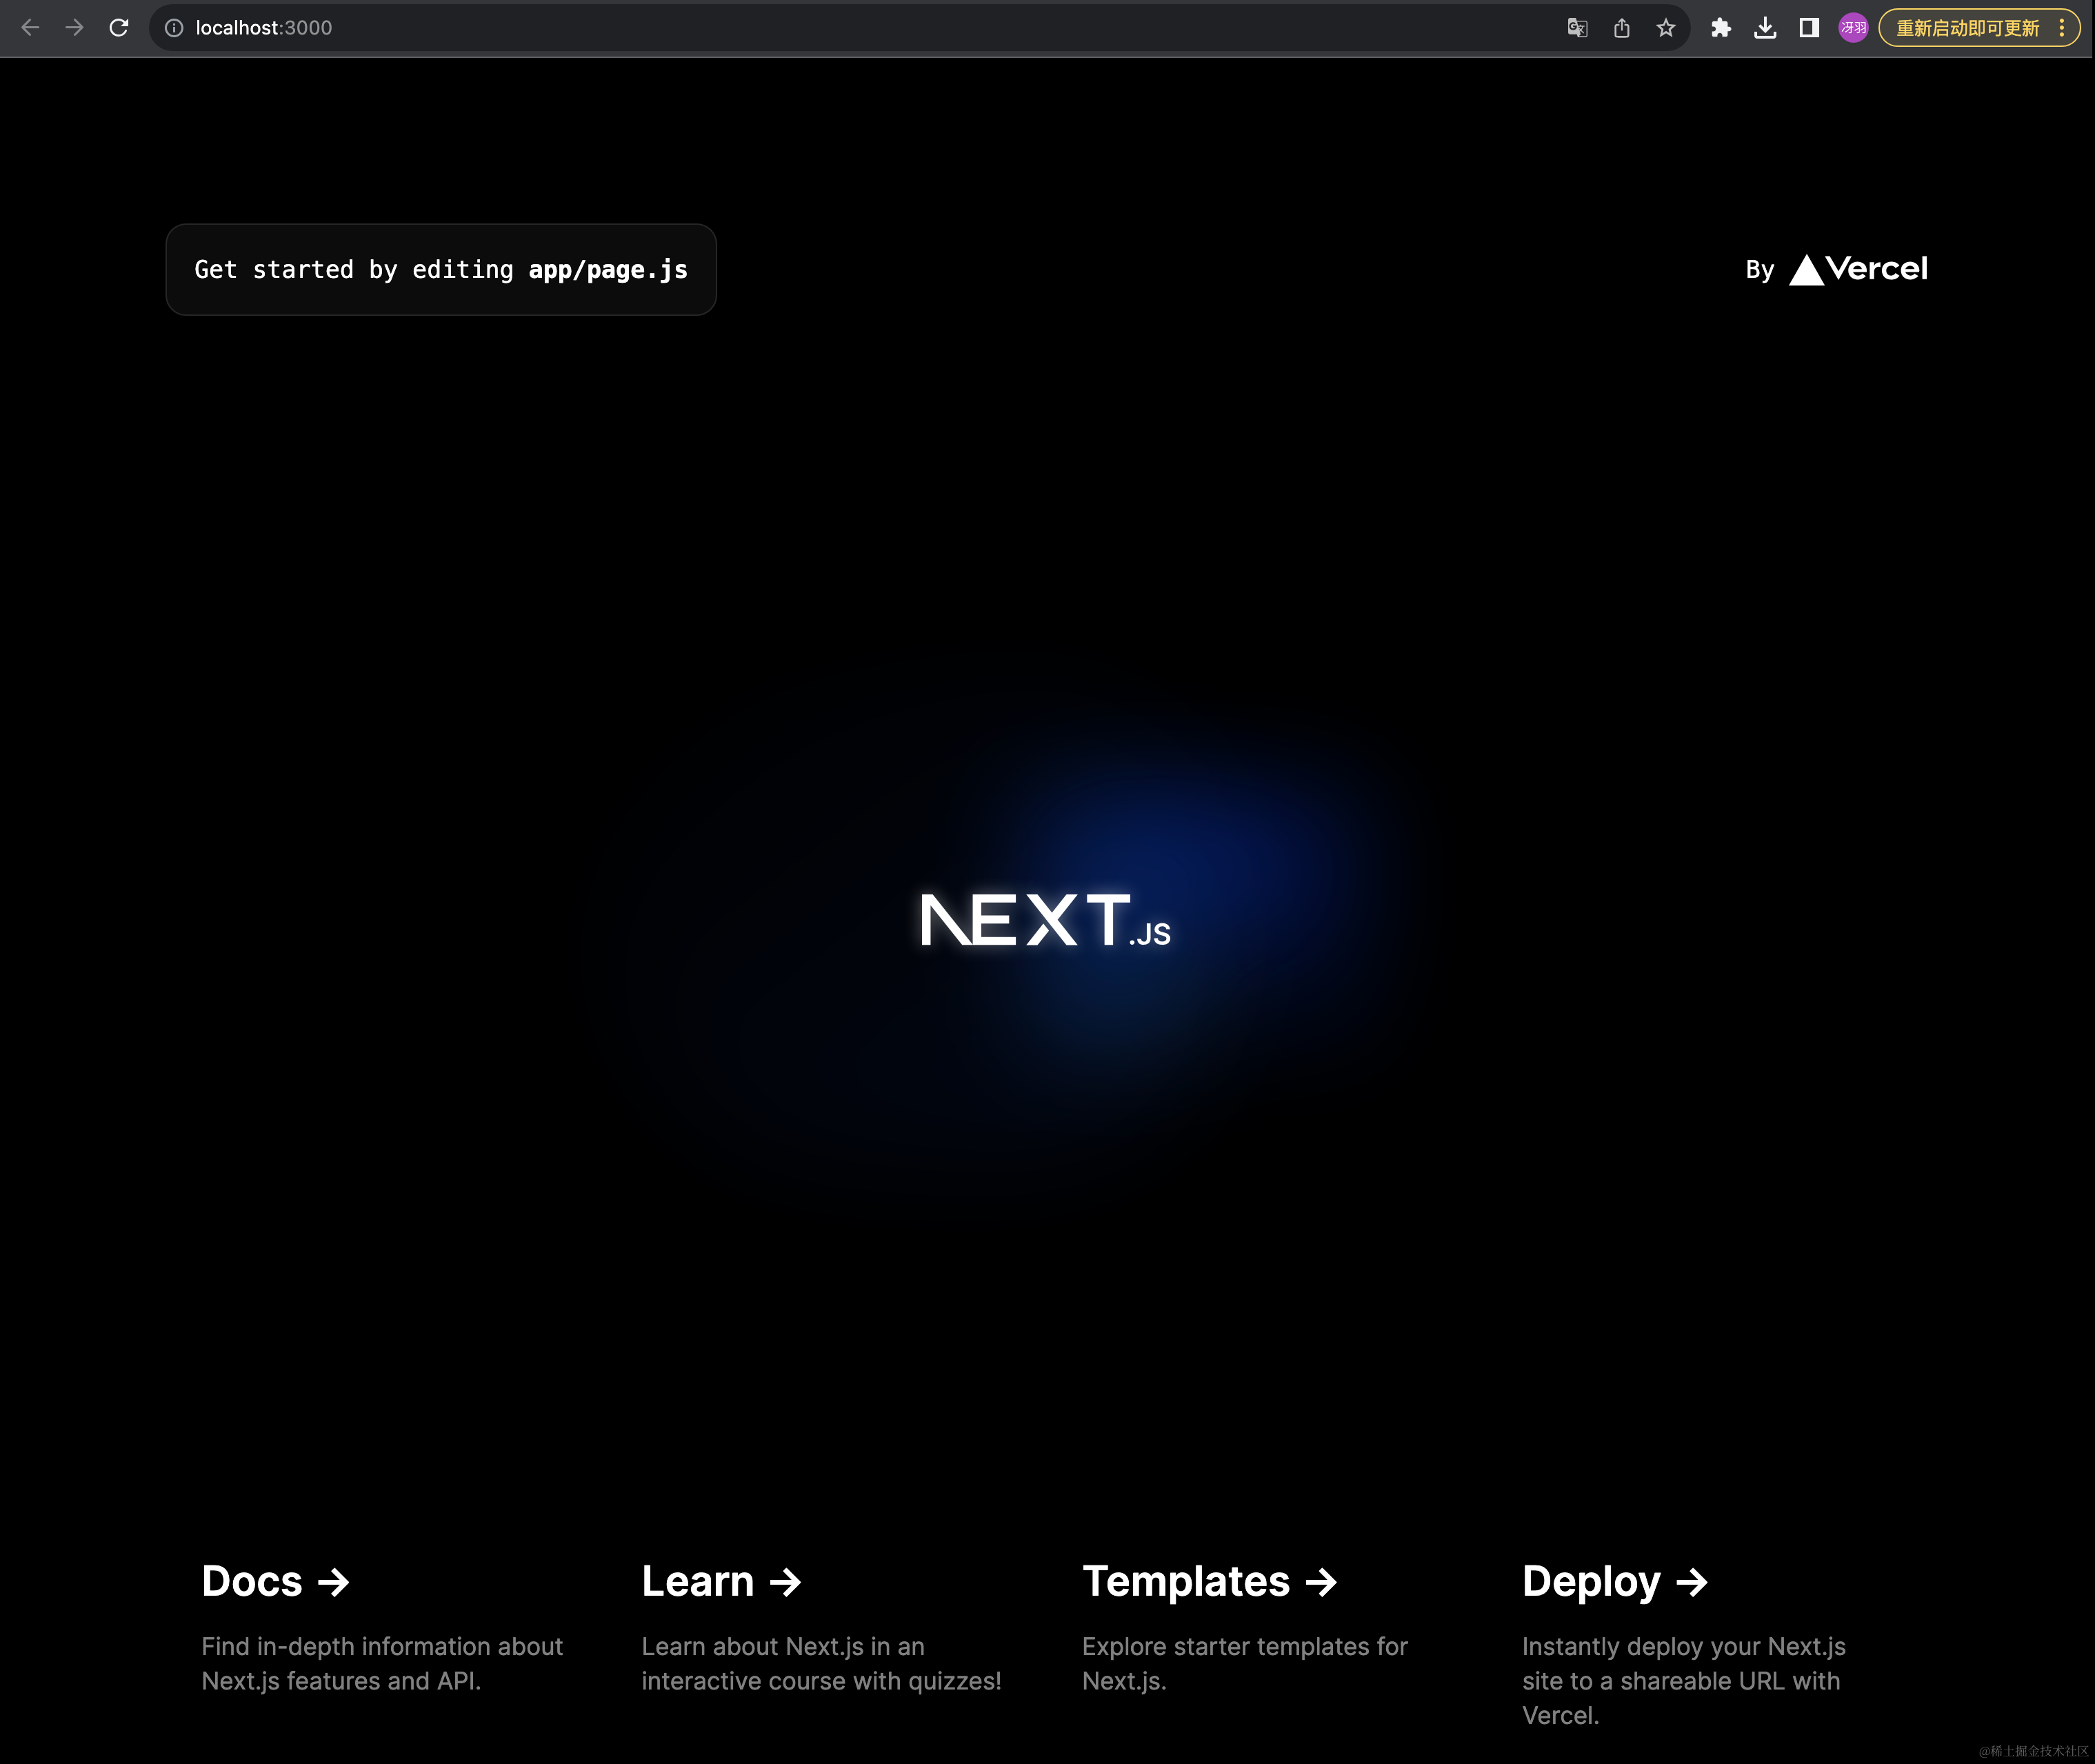 localhost:3000
冴羽
重新启动即可更新
Get started by editing app/page.js
By Vercel
NEXT.JS
Docs →
Find in-depth information about
Next.js features and API.
Learn →
Learn about Next.js in an
interactive course with quizzes!
Templates →
Explore starter templates for
Next.js.
Deploy →
Instantly deploy your Next.js
site to a shareable URL with
Vercel.
@稀土掘金技术社区